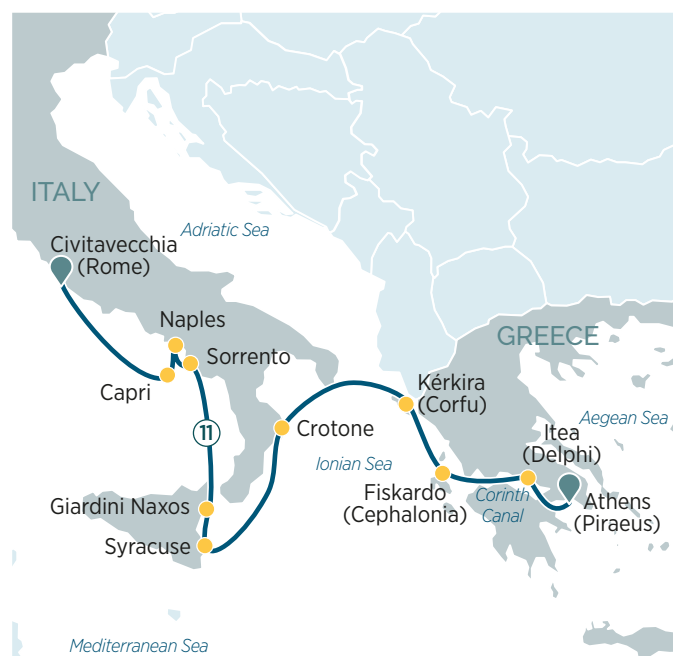 ITALY
Adriatic Sea
Civitavecchia
(Rome)
Naples
Sorrento
Capri
GREECE
Kérkira
(Corfu)
Aegean Sea
Itea
(Delphi)
11
Crotone
Ionian Sea
Fiskardo
(Cephalonia)
Corinth
Canal
Athens
(Piraeus)
Giardini Naxos
Syracuse
Mediterranean Sea